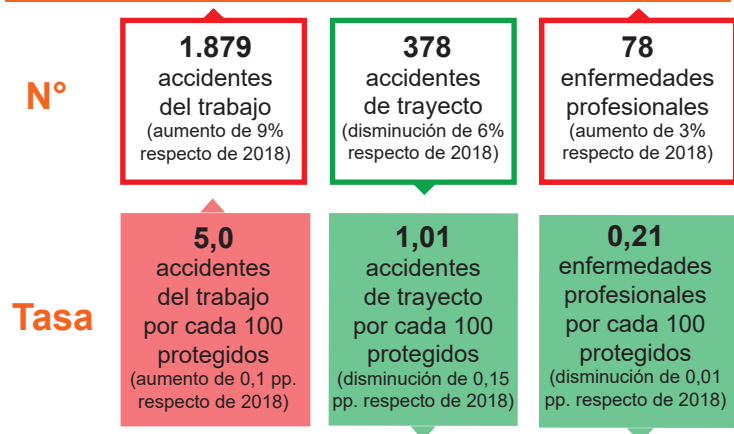 N°
1.879
accidentes
del trabajo
(aumento de 9%
respecto de 2018)
378
accidentes
de trayecto
(disminución de 6%
respecto de 2018)
78
enfermedades
profesionales
(aumento de 3%
respecto de 2018)
Tasa
5,0
accidentes
del trabajo
por cada 100
protegidos
(aumento de 0,1 pp.
respecto de 2018)
1,01
accidentes
de trayecto
por cada 100
protegidos
(disminución de 0,15
pp. respecto de 2018)
0,21
enfermedades
profesionales
por cada 100
protegidos
(disminución de 0,01
pp. respecto de 2018)